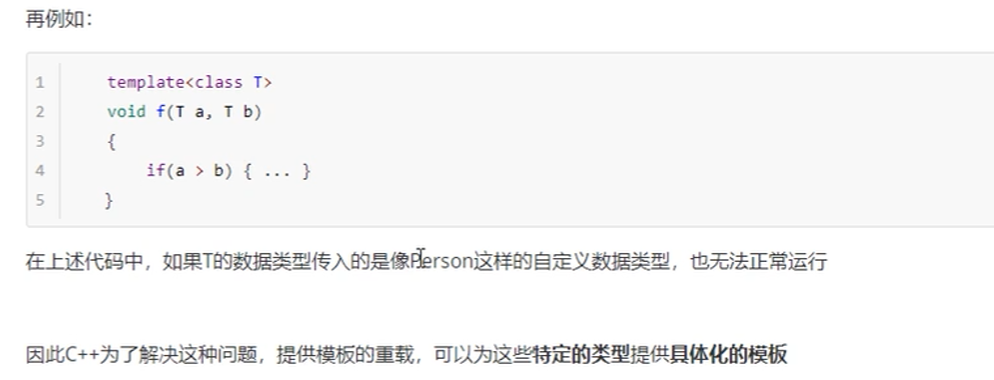 再例如：
1 template<class T>
2 void f(T a, T b)
3 {
4 if(a > b) { ... }
5 }
在上述代码中，如果T的数据类型传入的是像Person这样的自定义数据类型，也无法正常运行
因此C++为了解决这种问题，提供模板的重载，可以为这些特定的类型提供具体化的模板